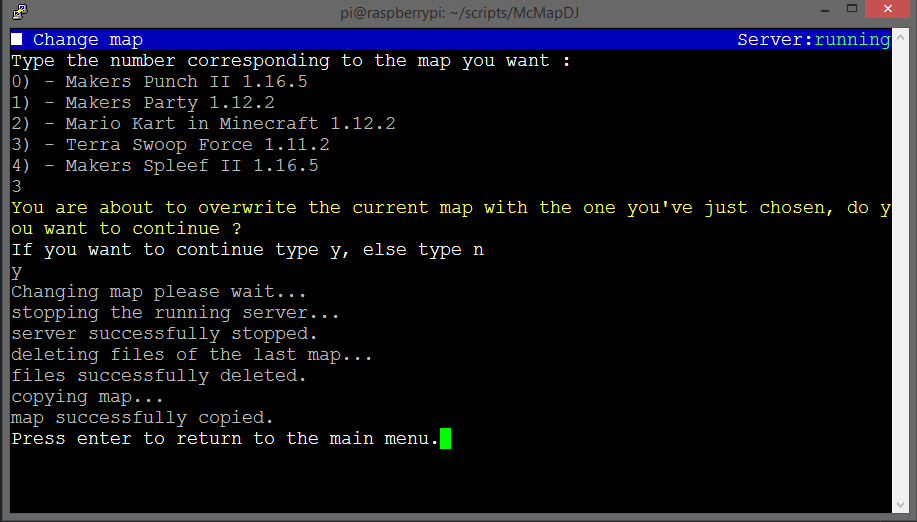 pi@raspberrypi: ~/scripts/McMapDJ
Change map Server:running
Type the number corresponding to the map you want :
0) - Makers Punch II 1.16.5
1) - Makers Party 1.12.2
2) - Mario Kart in Minecraft 1.12.2
3) - Terra Swoop Force 1.11.2
4) - Makers Spleef II 1.16.5
3
You are about to overwrite the current map with the one you've just chosen, do y
ou want to continue ?
If you want to continue type y, else type n
y
Changing map please wait...
stopping the running server...
server successfully stopped.
deleting files of the last map...
files successfully deleted.
copying map...
map successfully copied.
Press enter to return to the main menu.